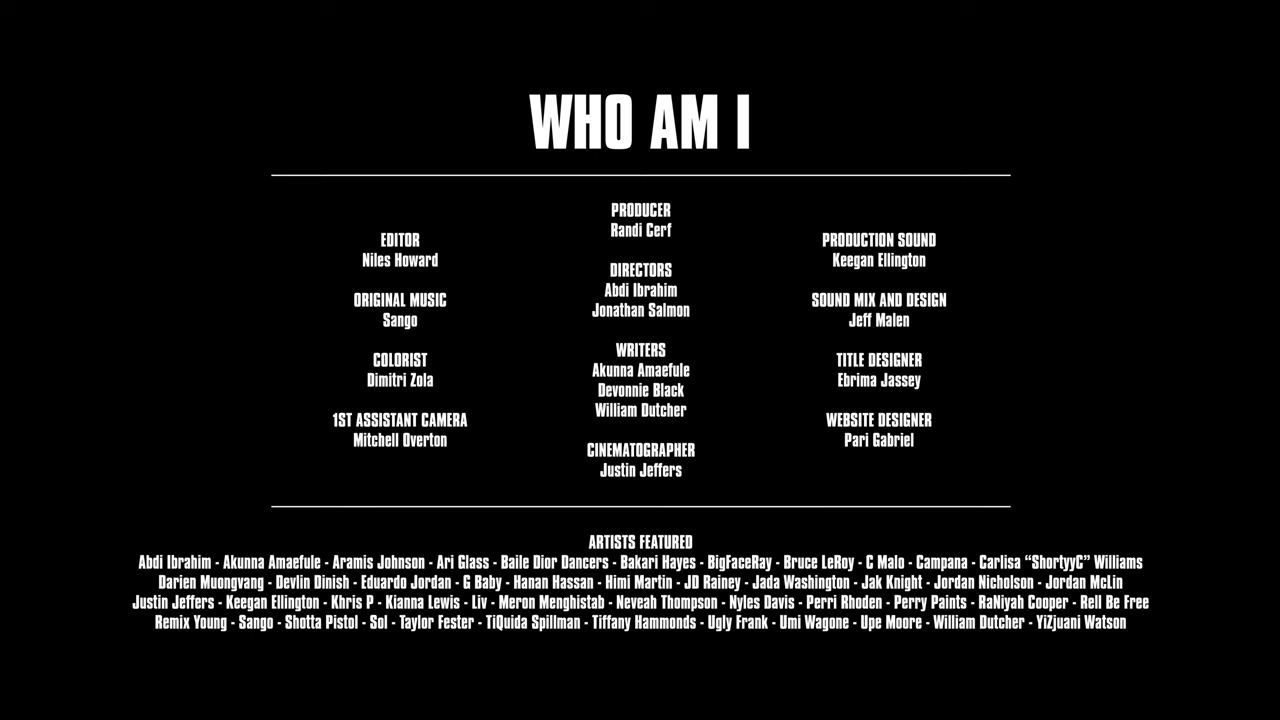 WHO AM I
EDITOR
Niles Howard
ORIGINAL MUSIC
Sango
COLORIST
Dimitri Zola
1ST ASSISTANT CAMERA
Mitchell Overton
PRODUCER
Randi Cerf
DIRECTORS
Abdi Ibrahim
Jonathan Salmon
WRITERS
Akunna Amaefule
Devonnie Black
William Dutcher
CINEMATOGRAPHER
Justin Jeffers
PRODUCTION SOUND
Keegan Ellington
SOUND MIX AND DESIGN
Jeff Malen
TITLE DESIGNER
Ebrima Jassey
WEBSITE DESIGNER
Pari Gabriel
ARTISTS FEATURED
Abdi Ibrahim - Akunna Amaefule - Aramis Johnson - Ari Glass - Baile Dior Dancers - Bakari Hayes - BigFaceRay - Bruce LeRoy - C Malo - Campana - Carlisa “ShortyyC” Williams
Darien Muongvang - Devlin Dinish - Eduardo Jordan - G Baby - Hanan Hassan - Himi Martin - JD Rainey - Jada Washington - Jak Knight - Jordan Nicholson - Jordan McLin
Justin Jeffers - Keegan Ellington - Khris P - Kianna Lewis - Liv - Meron Menghistab - Neveah Thompson - Nyles Davis - Perri Rhoden - Perry Paints - RaNiyah Cooper - Rell Be Free
Remix Young - Sango - Shotta Pistol - Sol - Taylor Fester - TiQuida Spillman - Tiffany Hammonds - Ugly Frank - Umi Wagone - Upe Moore - William Dutcher - YiZjuani Watson